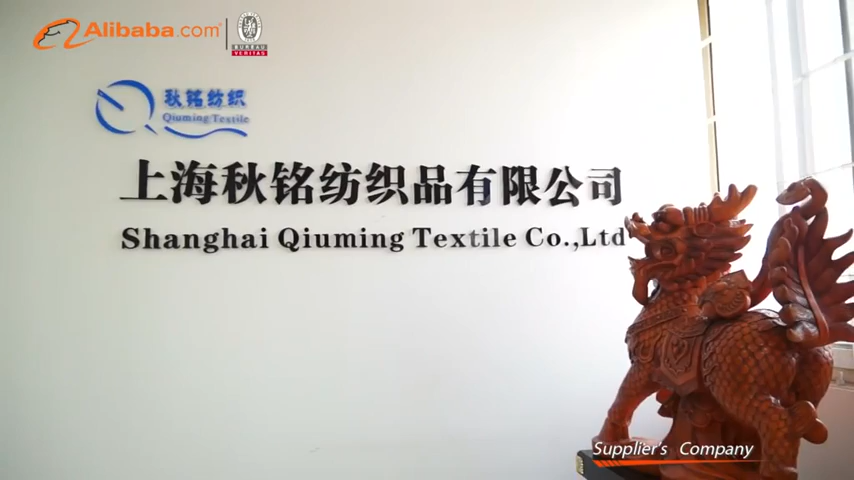 Alibaba.com
BUREAU
VERITAS
秋铭纺织
Qiuming Textile
上海秋铭纺织品有限公司
Shanghai Qiuming Textile Co.,Ltd
Supplier's Company